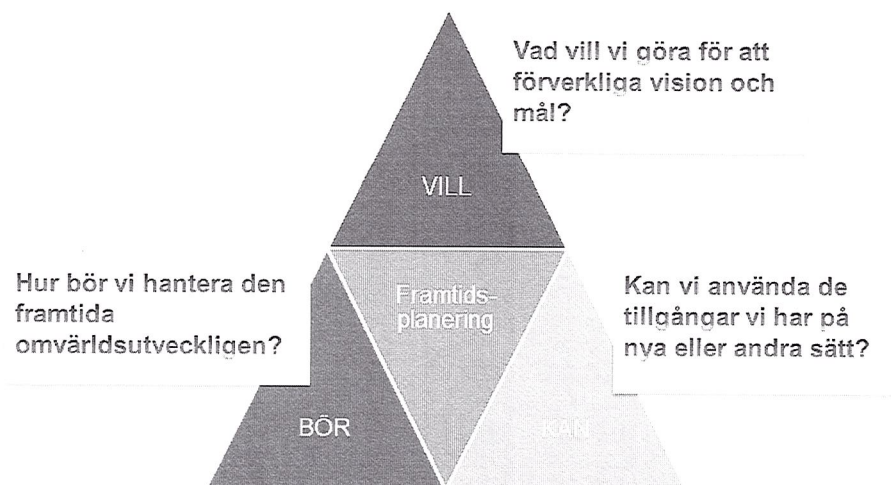 Vad vill vi göra för att
förverkliga vision och
mål?
VILL
Hur bör vi hantera den
framtida
omvärldsutveckligen?
Framtids-
planering
Kan vi använda de
tillgångar vi har på
nya eller andra sätt?
BÖR
KAN